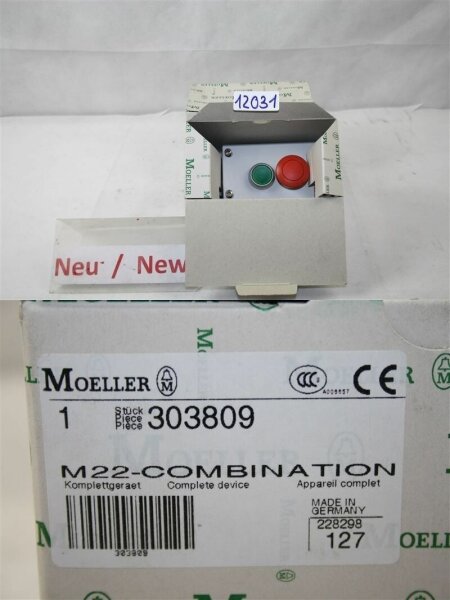 12031
MOELLER
Neu / New
MOELLER
A008657
CE
1 Stück Piece Pièce 303809
M22-COMBINATION
Komplettgeraet Complete device Appareil complet
MADE IN GERMANY
228298
127
303809